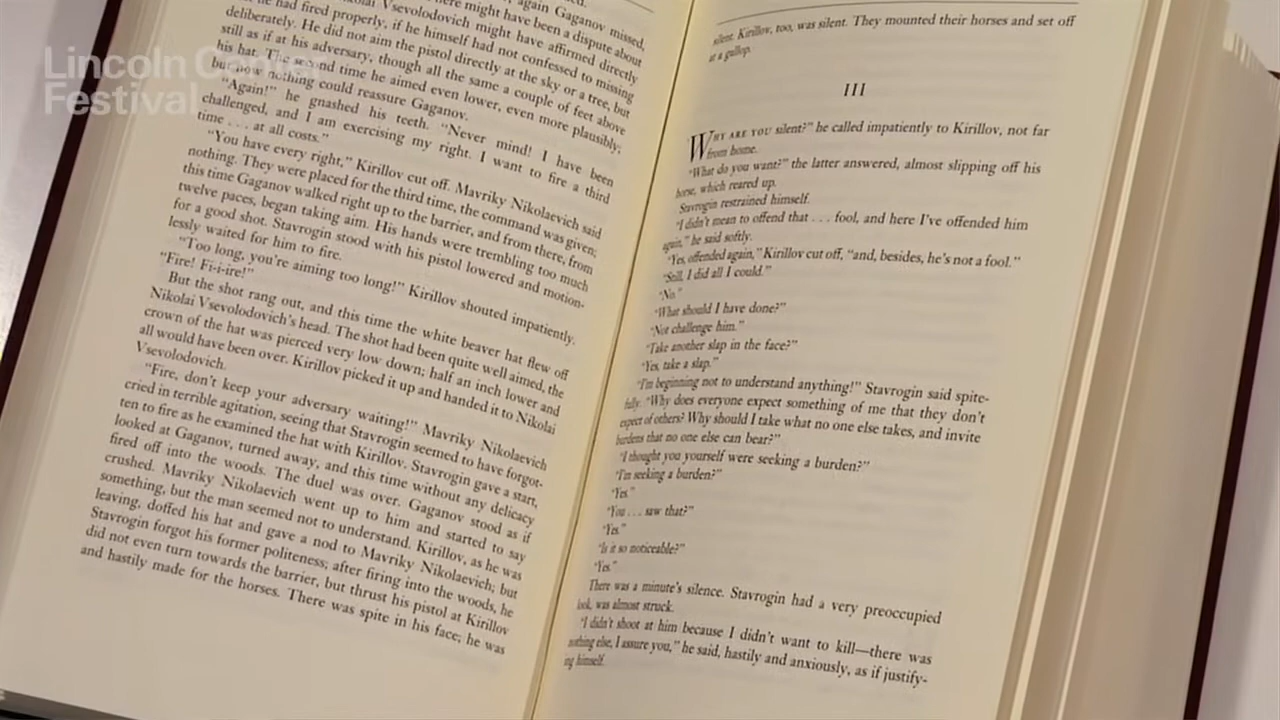 Lincoln Center
Festival
again Gaganov missed,
there might have been a dispute about
Vsevolodovich might have affirmed directly
he had fired properly, if he himself had not confessed to missing
deliberately. He did not aim the pistol directly at the sky or a tree, but
still as if at his adversary, though all the same a couple of feet above
his hat. The second time he aimed even lower, even more plausibly;
but now nothing could reassure Gaganov.
“Again!” he gnashed his teeth. “Never mind! I have been
challenged, and I am exercising my right. I want to fire a third
time . . . at all costs.”
“You have every right,” Kirillov cut off. Mavriky Nikolaevich said
nothing. They were placed for the third time, the command was given;
this time Gaganov walked right up to the barrier, and from there, from
twelve paces, began taking aim. His hands were trembling too much
for a good shot. Stavrogin stood with his pistol lowered and motion-
lessly waited for him to fire.
“Too long, you’re aiming too long!” Kirillov shouted impatiently.
“Fire! Fi-i-ire!”
But the shot rang out, and this time the white beaver hat flew off
Nikolai Vsevolodovich’s head. The shot had been quite well aimed, the
crown of the hat was pierced very low down; half an inch lower and
all would have been over. Kirillov picked it up and handed it to Nikolai
Vsevolodovich.
“Fire, don’t keep your adversary waiting!” Mavriky Nikolaevich
cried in terrible agitation, seeing that Stavrogin seemed to have forgot-
ten to fire as he examined the hat with Kirillov. Stavrogin gave a start,
looked at Gaganov, turned away, and this time without any delicacy
fired off into the woods. The duel was over. Gaganov stood as if
crushed. Mavriky Nikolaevich went up to him and started to say
something, but the man seemed not to understand. Kirillov, as he was
leaving, doffed his hat and gave a nod to Mavriky Nikolaevich; but
Stavrogin forgot his former politeness; after firing into the woods, he
did not even turn towards the barrier, but thrust his pistol at Kirillov
and hastily made for the horses. There was spite in his face; he was
silent. Kirillov, too, was silent. They mounted their horses and set off
at a gallop.
III
WHY ARE YOU silent?” he called impatiently to Kirillov, not far
from home.
“What do you want?” the latter answered, almost slipping off his
horse, which reared up.
Stavrogin restrained himself.
“I didn’t mean to offend that . . . fool, and here I’ve offended him
again,” he said softly.
“Yes, offended again,” Kirillov cut off, “and, besides, he’s not a fool.”
“Still, I did all I could.”
“No.”
“What should I have done?”
“Not challenge him.”
“Take another slap in the face?”
“Yes, take a slap.”
“I’m beginning not to understand anything!” Stavrogin said spite-
fully. “Why does everyone expect something of me that they don’t
expect of others? Why should I take what no one else takes, and invite
burdens that no one else can bear?”
“I thought you yourself were seeking a burden?”
“I’m seeking a burden?”
“Yes.”
“You . . . saw that?”
“Yes.”
“Is it so noticeable?”
“Yes.”
There was a minute’s silence. Stavrogin had a very preoccupied
look, was almost struck.
“I didn’t shoot at him because I didn’t want to kill—there was
nothing else, I assure you,” he said, hastily and anxiously, as if justify-
ing himself.